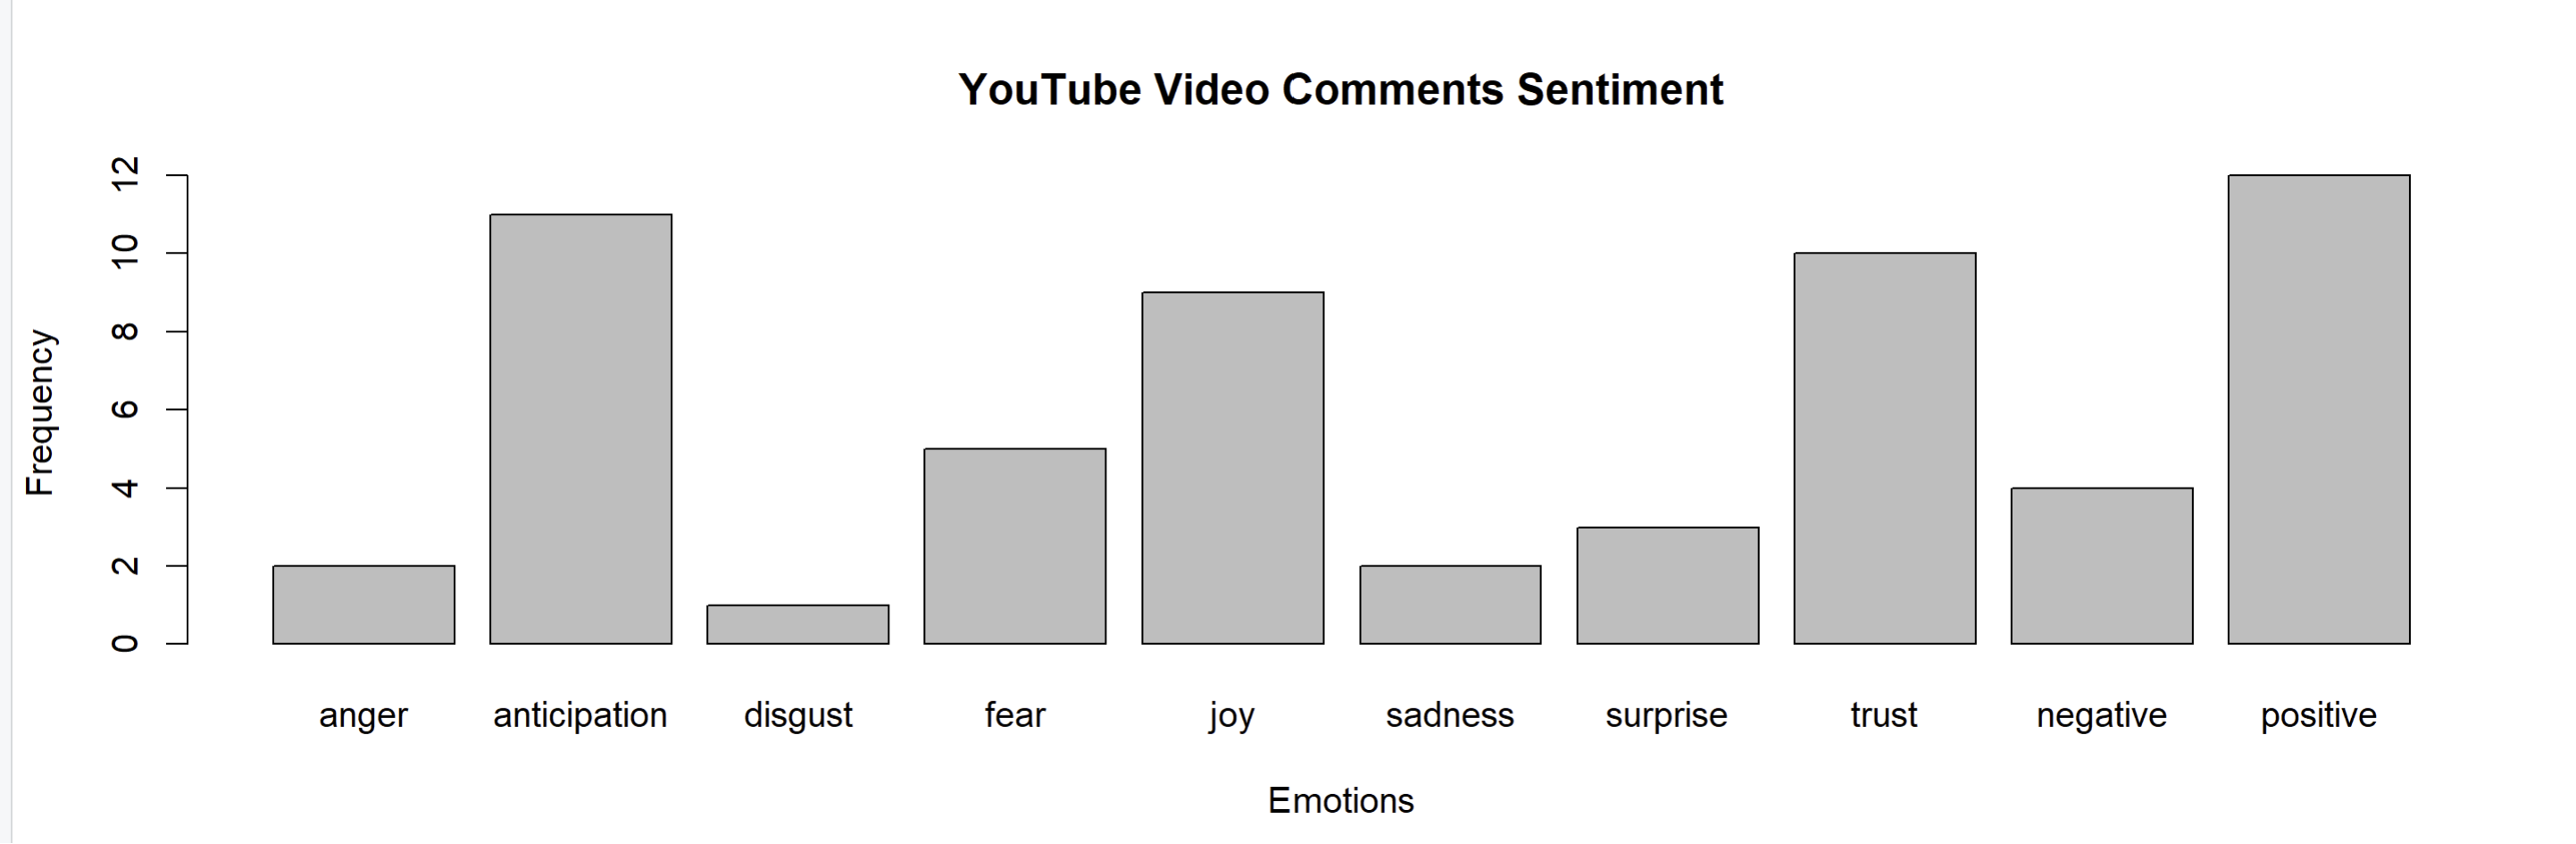 YouTube Video Comments Sentiment
12
10
8
6
4
2
0
Frequency
anger anticipation disgust fear joy sadness surprise trust negative positive
Emotions